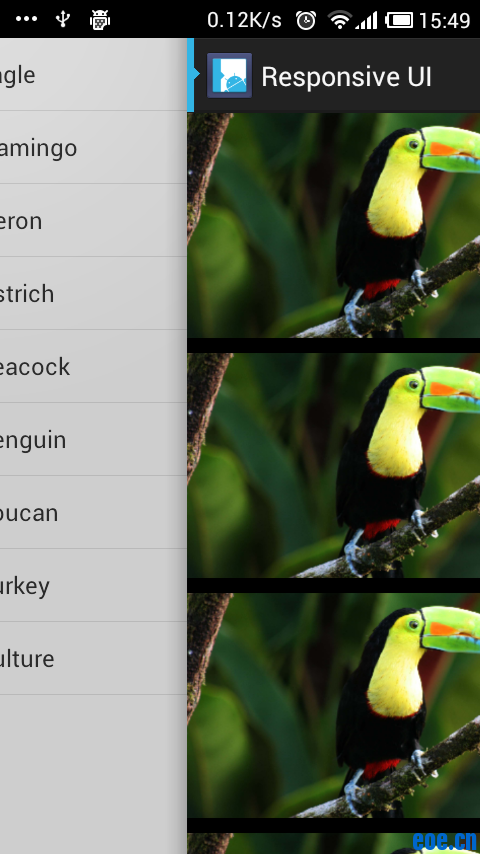 0.12K/s 15:49
Responsive UI
agle
amingo
eron
strich
eacock
enguin
oucan
urkey
ulture
eoe.cn